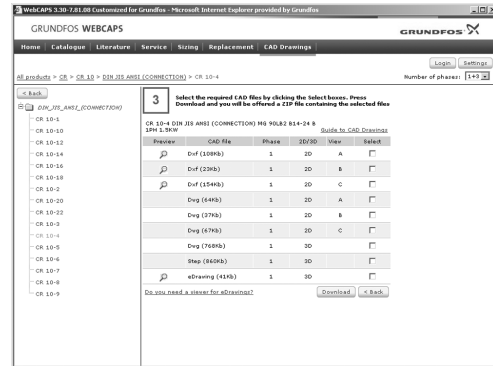 WebCAPS 3.30-7.81.08 Customized for Grundfos - Microsoft Internet Explorer provided by Grundfos
GRUNDFOS WEBCAPS
GRUNDFOS
Home Catalogue Literature Service Sizing Replacement CAD Drawings
Login Settings
All products > CR > CR 10 > DIN JIS ANSI (CONNECTION) > CR 10-4
Number of phases: 1+3
< Back
DIN_JIS_ANSI_(CONNECTION)
CR 10-1
CR 10-10
CR 10-12
CR 10-14
CR 10-16
CR 10-18
CR 10-2
CR 10-20
CR 10-22
CR 10-3
CR 10-4
CR 10-5
CR 10-6
CR 10-7
CR 10-8
CR 10-9
3
Select the required CAD files by clicking the Select boxes. Press
Download and you will be offered a ZIP file containing the selected files
CR 10-4 DIN JIS ANSI (CONNECTION) MG 90LB2 B14-24 B
1PH 1.5KW
Guide to CAD Drawings
Preview CAD file Phase 2D/3D View Select
Dxf (108Kb) 1 2D A
Dxf (23Kb) 1 2D B
Dxf (154Kb) 1 2D C
Dwg (64Kb) 1 2D A
Dwg (37Kb) 1 2D B
Dwg (67Kb) 1 2D C
Dwg (768Kb) 1 3D
Step (860Kb) 1 3D
eDrawing (41Kb) 1 3D
Do you need a viewer for eDrawings?
Download < Back